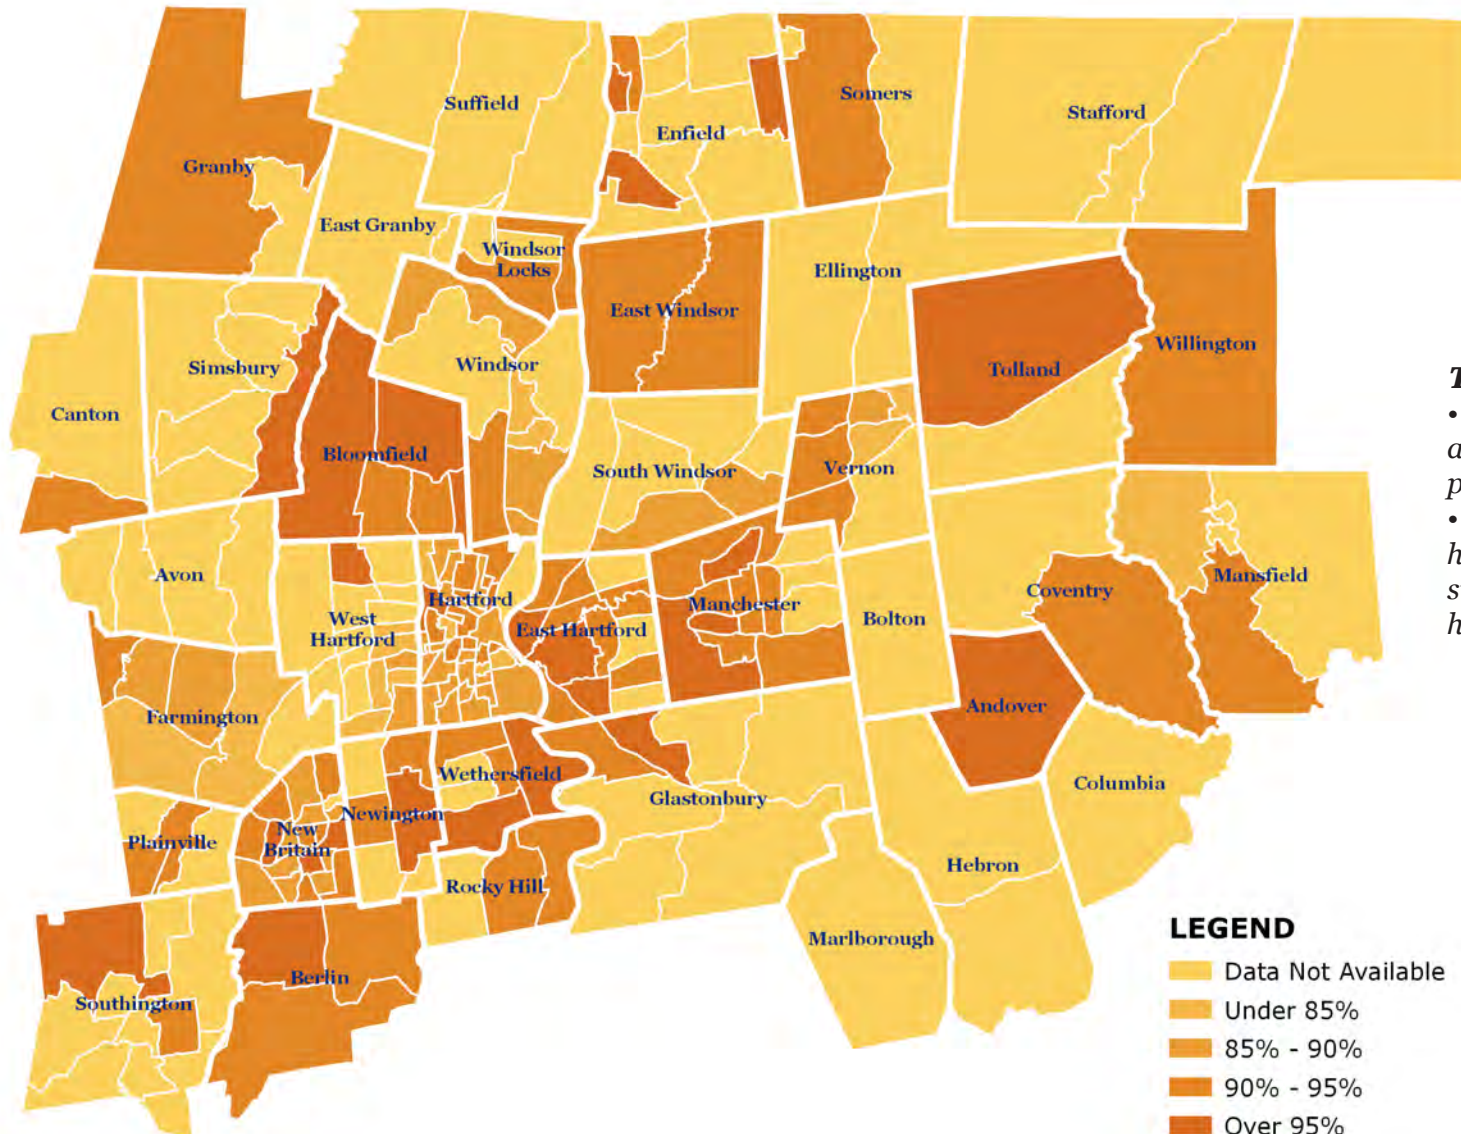 Suffield
Somers
Stafford
Enfield
Granby
East Granby
Windsor
Locks
Ellington
East Windsor
Willington
Simsbury
Windsor
Tolland
Canton
Bloomfield
South Windsor
Vernon
Avon
Hartford
West
Hartford
East Hartford
Manchester
Bolton
Coventry
Mansfield
Farmington
Andover
Wethersfield
Glastonbury
Columbia
Newington
New
Britain
Plainville
Hebron
Rocky Hill
Marlborough
Berlin
Southington
T
•
a
p
•
h
s
h
LEGEND
Data Not Available
Under 85%
85% - 90%
90% - 95%
Over 95%